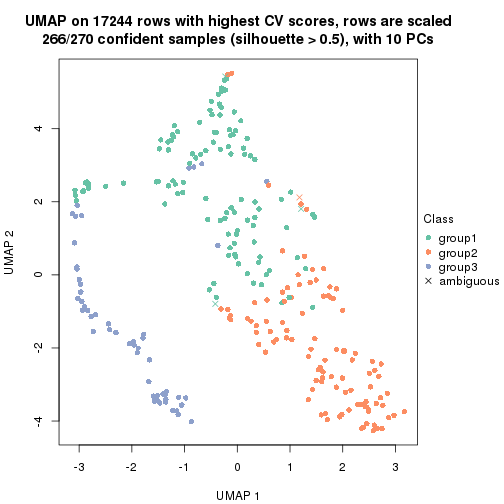 UMAP on 17244 rows with highest CV scores, rows are scaled
266/270 confident samples (silhouette > 0.5), with 10 PCs
4
2
0
-2
-4
UMAP 2
-3
-2
-1
0
1
2
3
UMAP 1
Class
group1
group2
group3
ambiguous